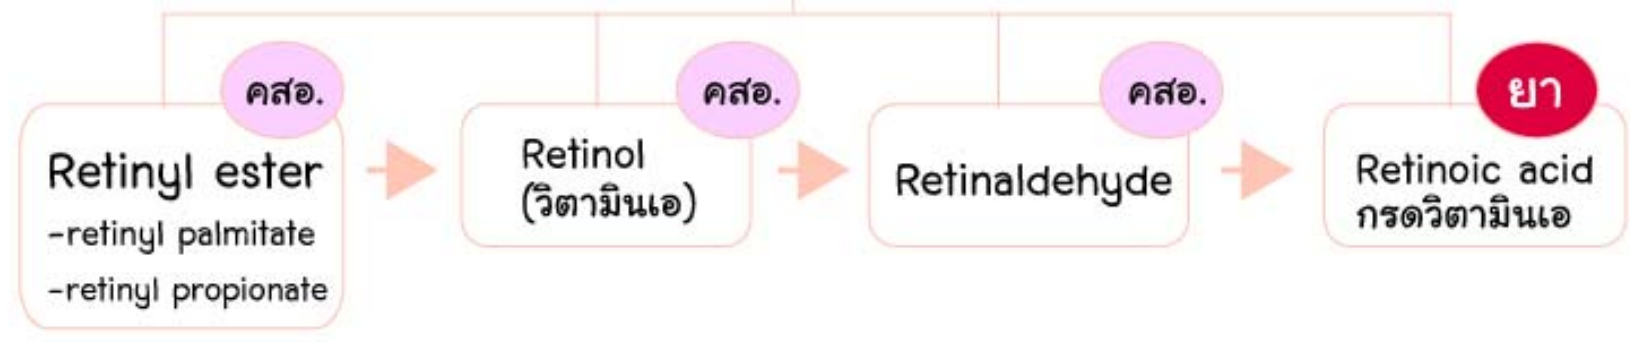 คสอ.
Retinyl ester
-retinyl palmitate
-retinyl propionate
คสอ.
Retinol
(วิตามินเอ)
คสอ.
Retinaldehyde
ยา
Retinoic acid
กรดวิตามินเอ